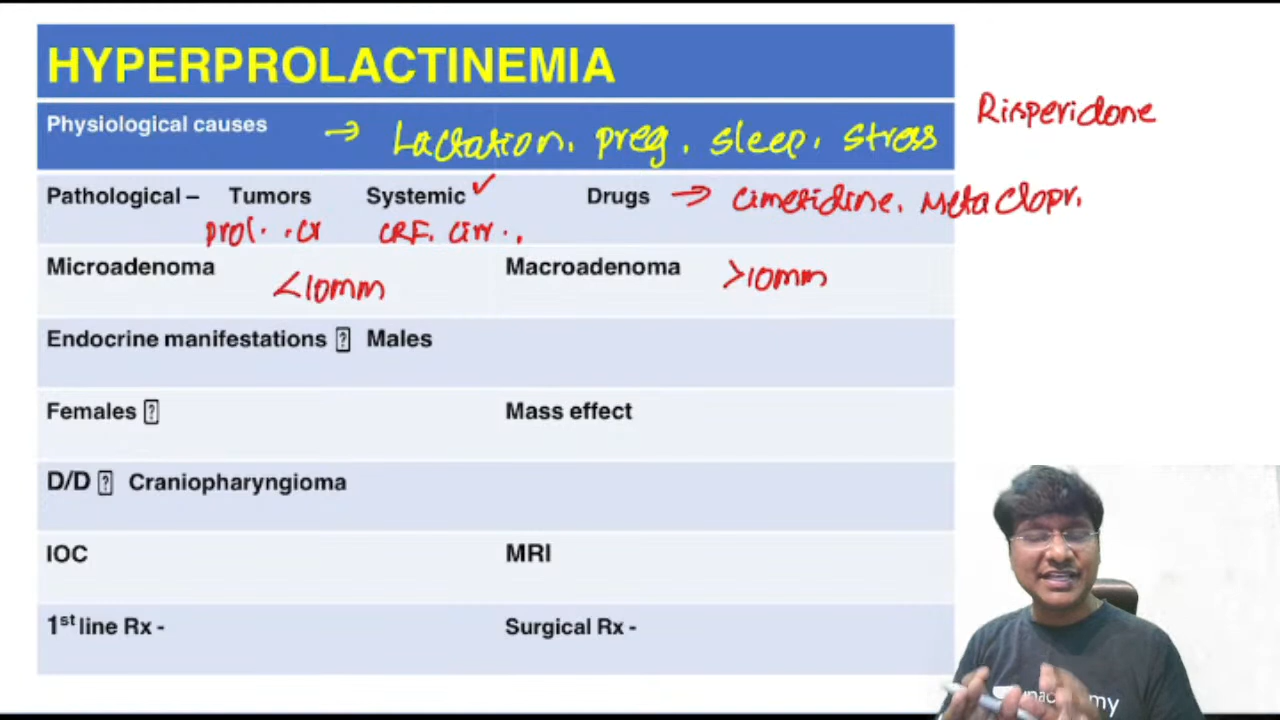 HYPERPROLACTINEMIA
Physiological causes → Lactation, preg, sleep, stress
Risperidone
Pathological – Tumors Systemic ✓ Drugs → Cimetidine, Metaclopr.
prol. . Cr CRF, Cirr . ,
Microadenoma <10mm Macroadenoma >10mm
Endocrine manifestations Males
Females Mass effect
D/D Craniopharyngioma
IOC MRI
1st line Rx - Surgical Rx -